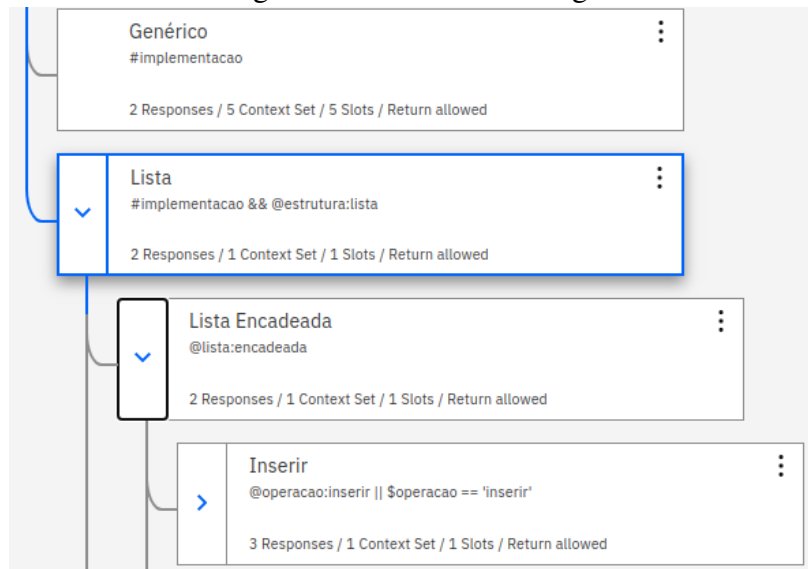 Genérico
#implementacao
2 Responses / 5 Context Set / 5 Slots / Return allowed
Lista
#implementacao && @estrutura:lista
2 Responses / 1 Context Set / 1 Slots / Return allowed
Lista Encadeada
@lista:encadeada
2 Responses / 1 Context Set / 1 Slots / Return allowed
Inserir
@operacao:inserir || $operacao == 'inserir'
3 Responses / 1 Context Set / 1 Slots / Return allowed